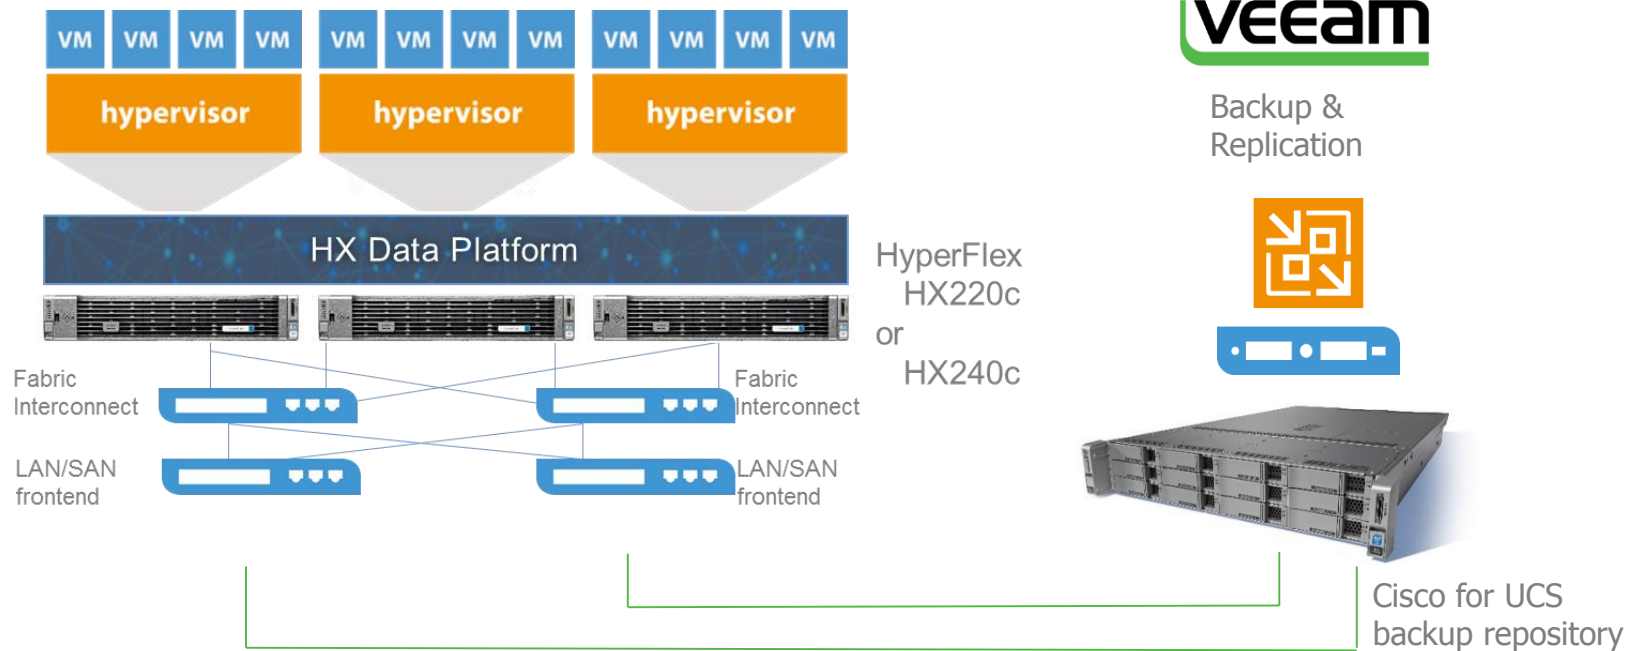 VM VM VM VM VM VM VM VM VM VM VM VM
hypervisor hypervisor hypervisor
HX Data Platform
Fabric
Interconnect
Fabric
Interconnect
LAN/SAN
frontend
LAN/SAN
frontend
HyperFlex
HX220c
or
HX240c
veeam
Backup &
Replication
Cisco for UCS
backup repository